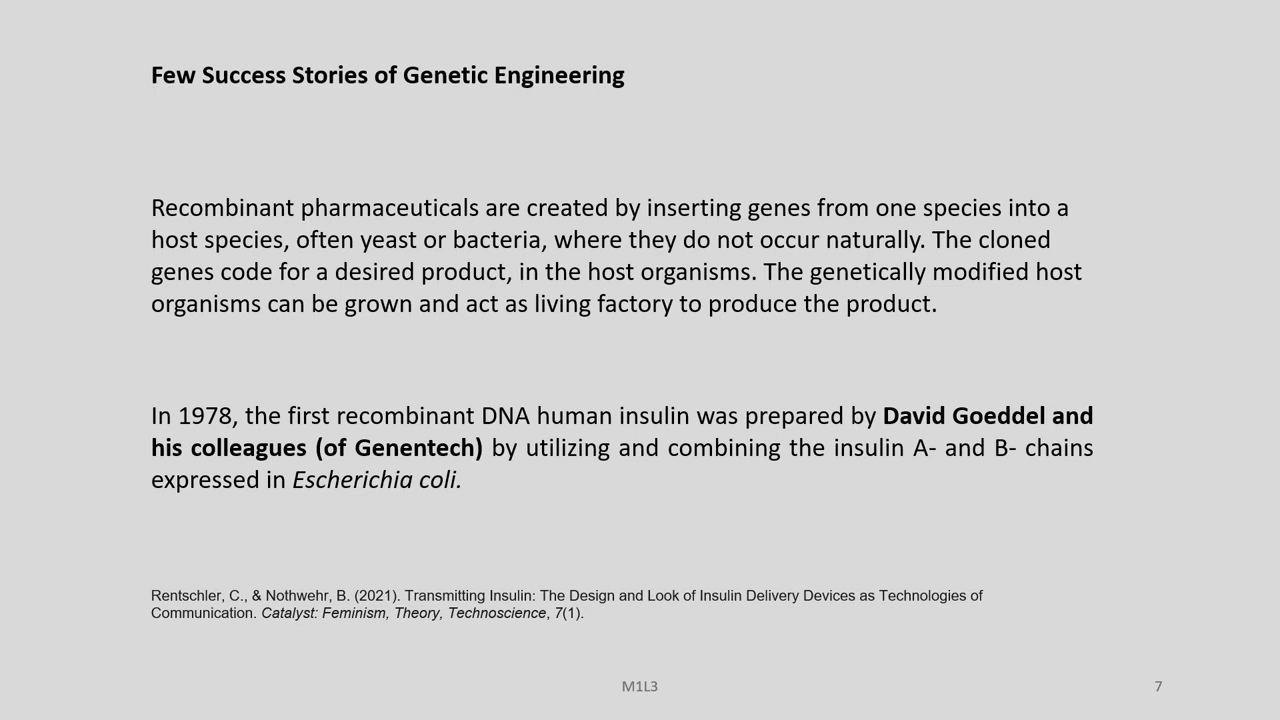 Few Success Stories of Genetic Engineering
Recombinant pharmaceuticals are created by inserting genes from one species into a
host species, often yeast or bacteria, where they do not occur naturally. The cloned
genes code for a desired product, in the host organisms. The genetically modified host
organisms can be grown and act as living factory to produce the product.
In 1978, the first recombinant DNA human insulin was prepared by David Goeddel and
his colleagues (of Genentech) by utilizing and combining the insulin A- and B- chains
expressed in Escherichia coli.
Rentschler, C., & Nothwehr, B. (2021). Transmitting Insulin: The Design and Look of Insulin Delivery Devices as Technologies of
Communication. Catalyst: Feminism, Theory, Technoscience, 7(1).
M1L3
7